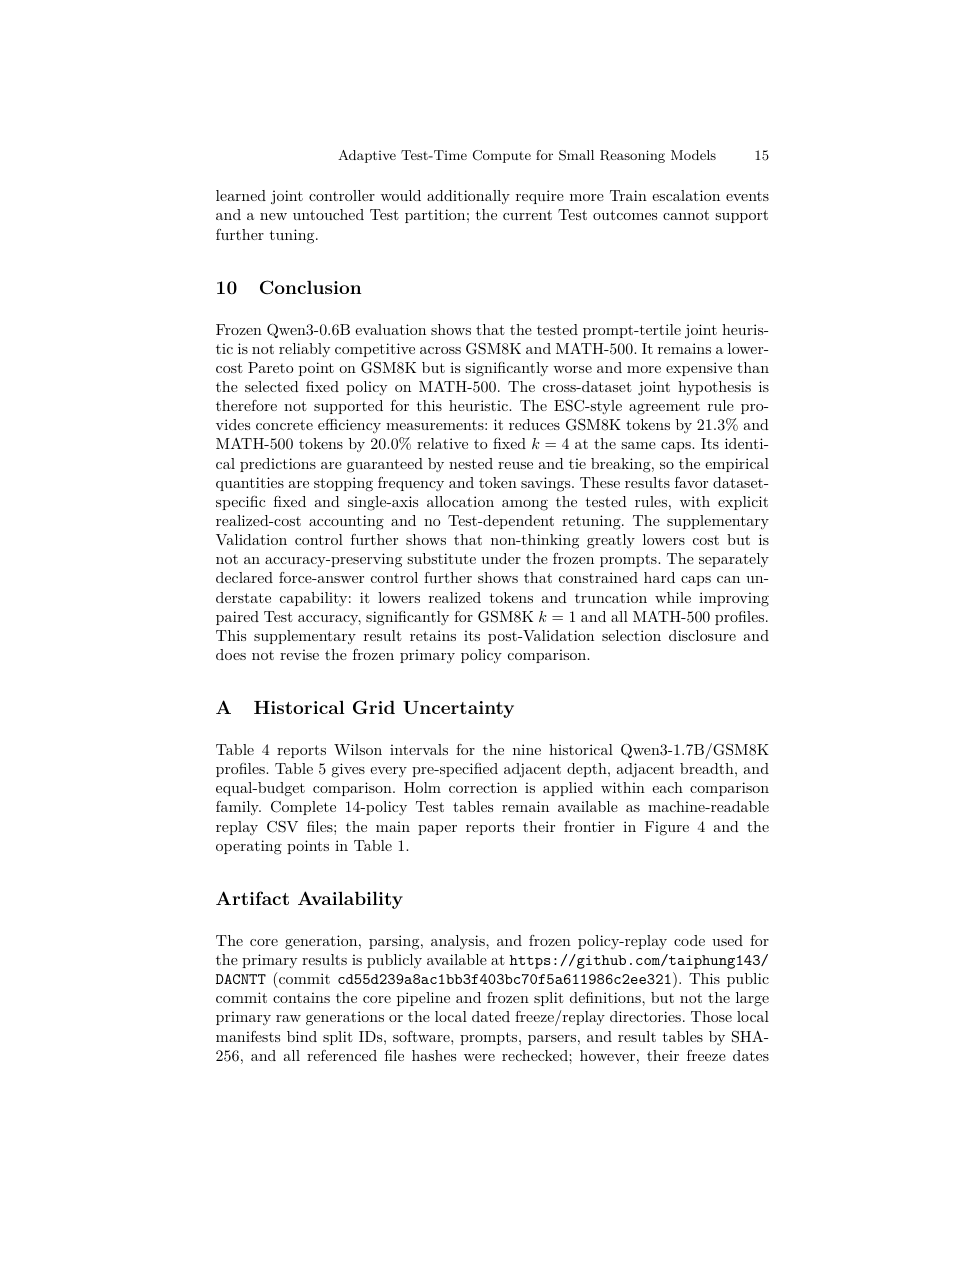 Adaptive Test-Time Compute for Small Reasoning Models 15
learned joint controller would additionally require more Train escalation events
and a new untouched Test partition; the current Test outcomes cannot support
further tuning.
10 Conclusion
Frozen Qwen3-0.6B evaluation shows that the tested prompt-tertile joint heuris-
tic is not reliably competitive across GSM8K and MATH-500. It remains a lower-
cost Pareto point on GSM8K but is significantly worse and more expensive than
the selected fixed policy on MATH-500. The cross-dataset joint hypothesis is
therefore not supported for this heuristic. The ESC-style agreement rule pro-
vides concrete efficiency measurements: it reduces GSM8K tokens by 21.3% and
MATH-500 tokens by 20.0% relative to fixed k = 4 at the same caps. Its identi-
cal predictions are guaranteed by nested reuse and tie breaking, so the empirical
quantities are stopping frequency and token savings. These results favor dataset-
specific fixed and single-axis allocation among the tested rules, with explicit
realized-cost accounting and no Test-dependent retuning. The supplementary
Validation control further shows that non-thinking greatly lowers cost but is
not an accuracy-preserving substitute under the frozen prompts. The separately
declared force-answer control further shows that constrained hard caps can un-
derstate capability: it lowers realized tokens and truncation while improving
paired Test accuracy, significantly for GSM8K k = 1 and all MATH-500 profiles.
This supplementary result retains its post-Validation selection disclosure and
does not revise the frozen primary policy comparison.
A Historical Grid Uncertainty
Table 4 reports Wilson intervals for the nine historical Qwen3-1.7B/GSM8K
profiles. Table 5 gives every pre-specified adjacent depth, adjacent breadth, and
equal-budget comparison. Holm correction is applied within each comparison
family. Complete 14-policy Test tables remain available as machine-readable
replay CSV files; the main paper reports their frontier in Figure 4 and the
operating points in Table 1.
Artifact Availability
The core generation, parsing, analysis, and frozen policy-replay code used for
the primary results is publicly available at https://github.com/taiphung143/
DACNTT (commit cd55d239a8ac1bb3f403bc70f5a611986c2ee321). This public
commit contains the core pipeline and frozen split definitions, but not the large
primary raw generations or the local dated freeze/replay directories. Those local
manifests bind split IDs, software, prompts, parsers, and result tables by SHA-
256, and all referenced file hashes were rechecked; however, their freeze dates